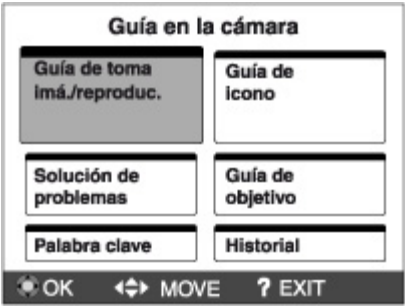 Guía en la cámara
Guía de toma
imá./reproduc.
Guía de
icono
Solución de
problemas
Guía de
objetivo
Palabra clave
Historial
OK MOVE ? EXIT